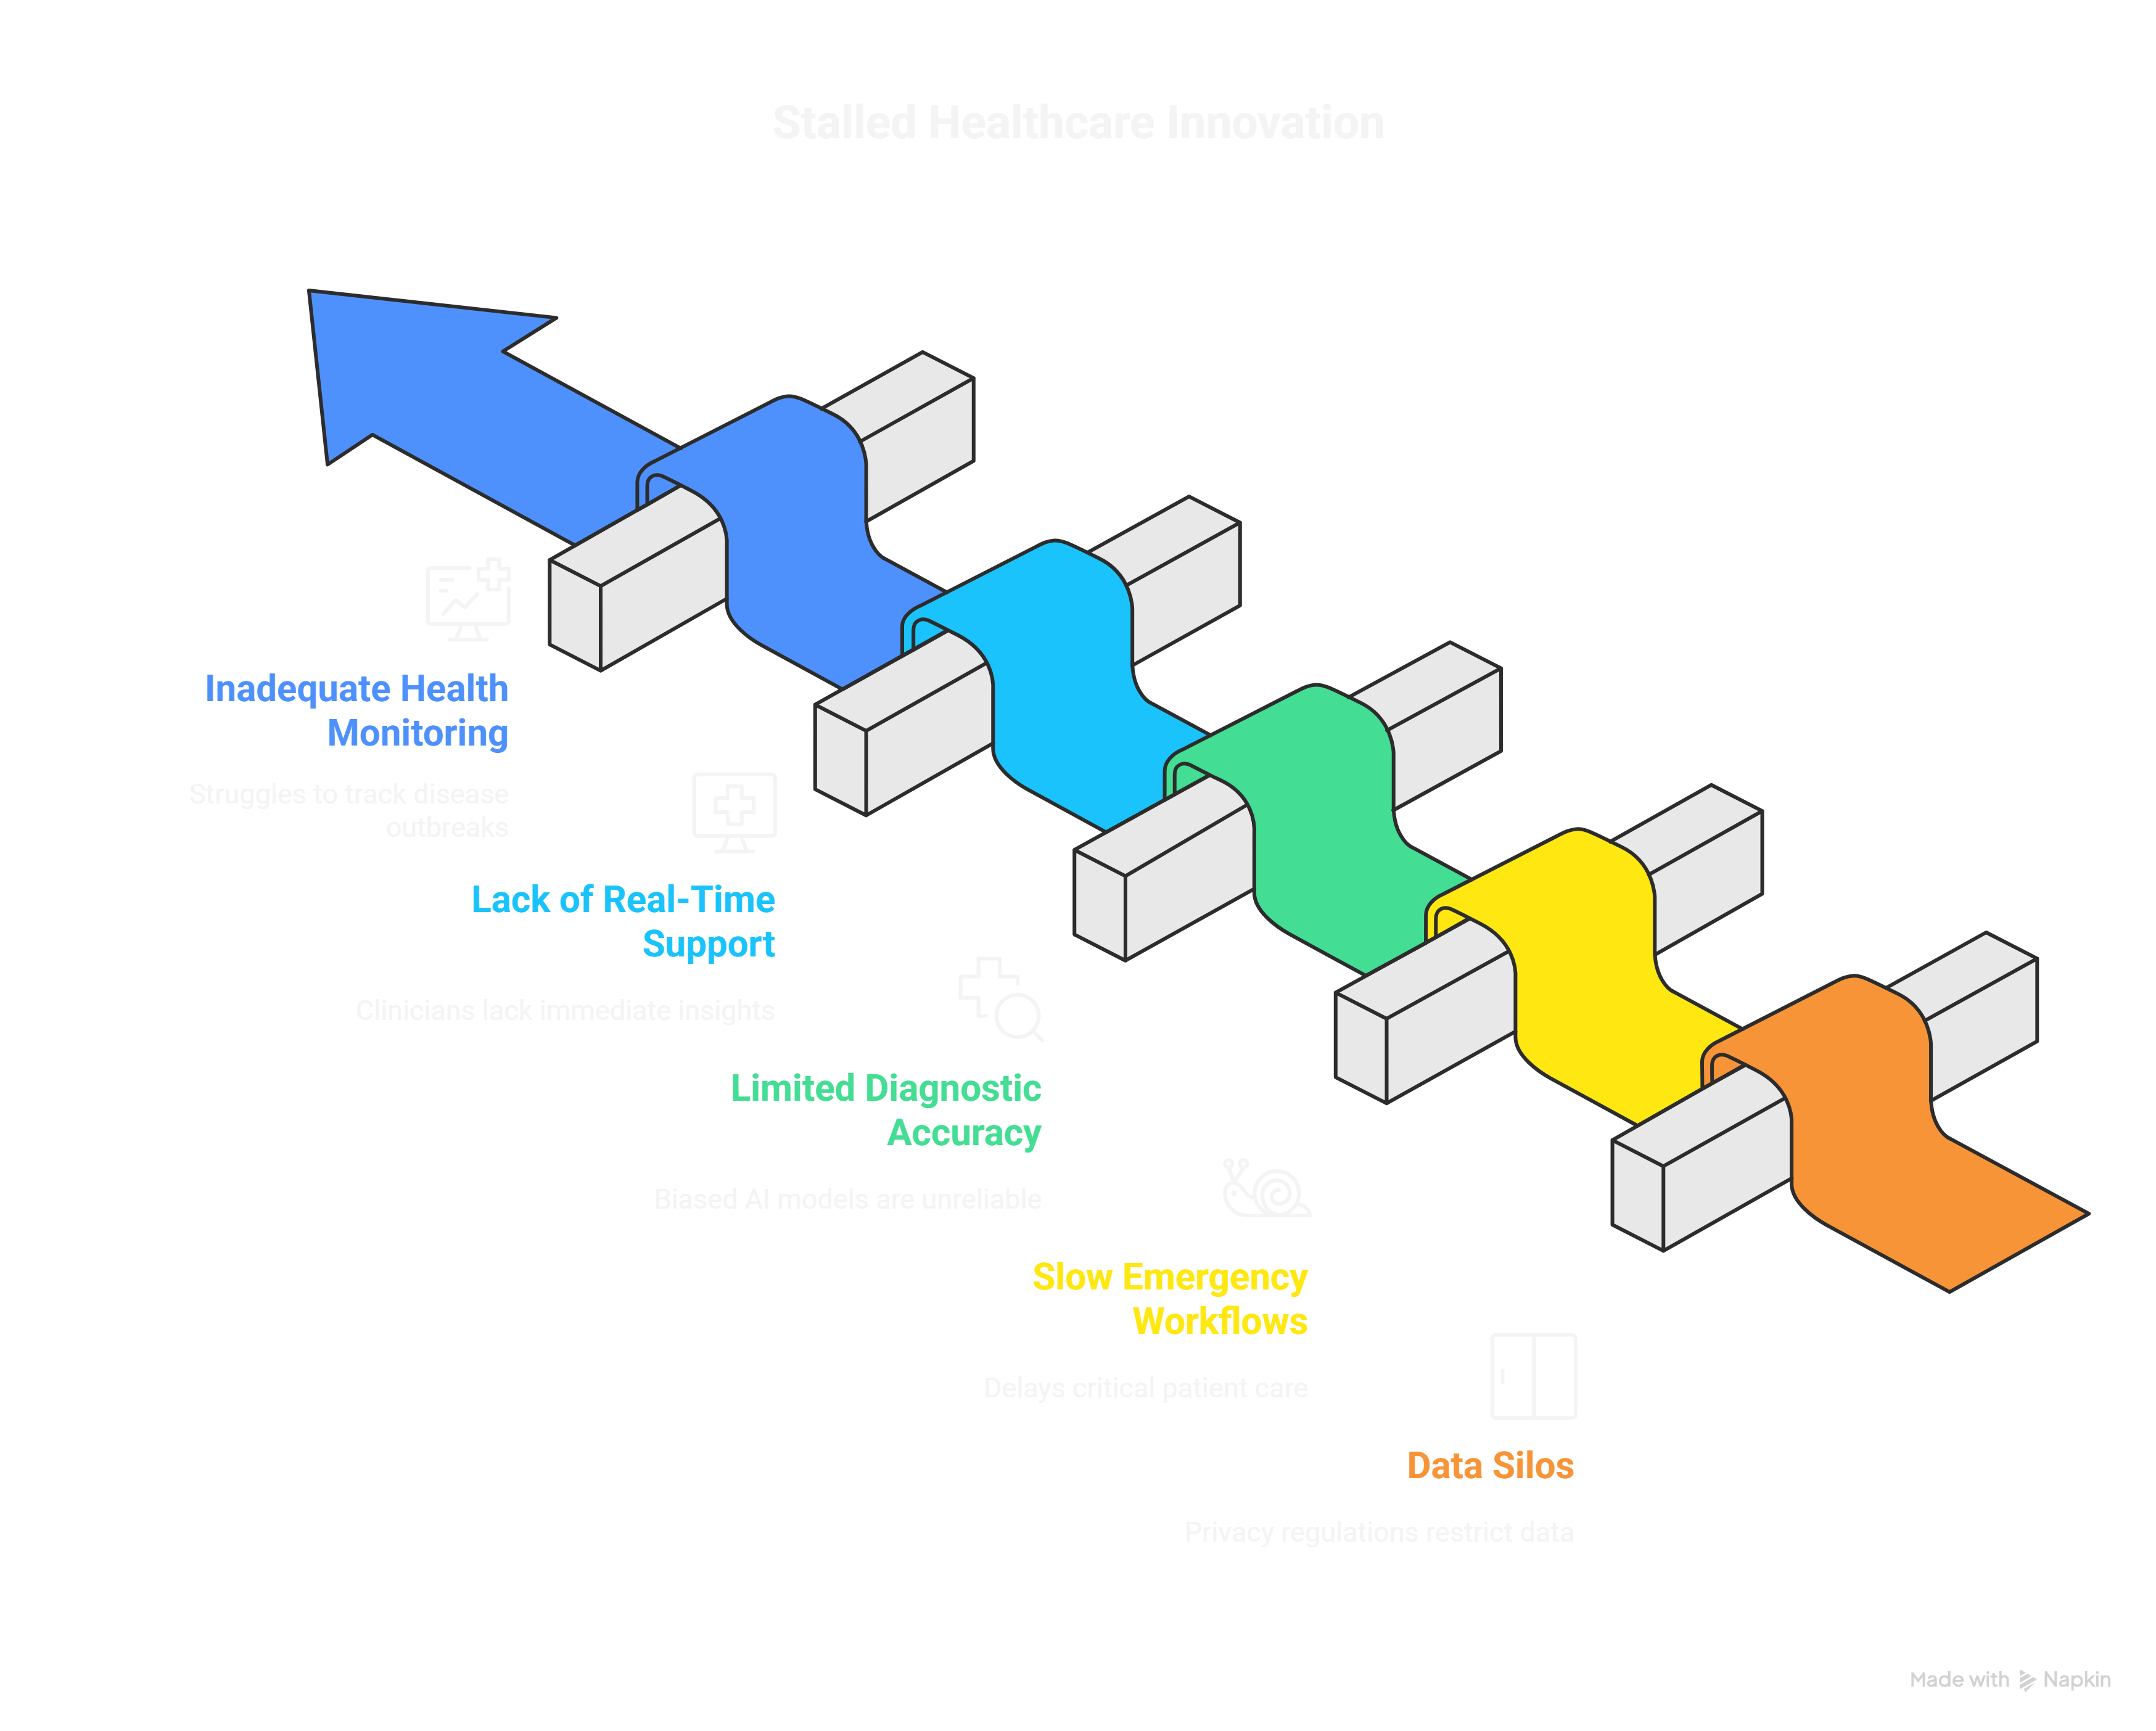 Stalled Healthcare Innovation
Inadequate Health
Monitoring
Struggles to track disease
outbreaks
Lack of Real-Time
Support
Clinicians lack immediate insights
Limited Diagnostic
Accuracy
Biased AI models are unreliable
Slow Emergency
Workflows
Delays critical patient care
Data Silos
Privacy regulations restrict data
Made with Napkin